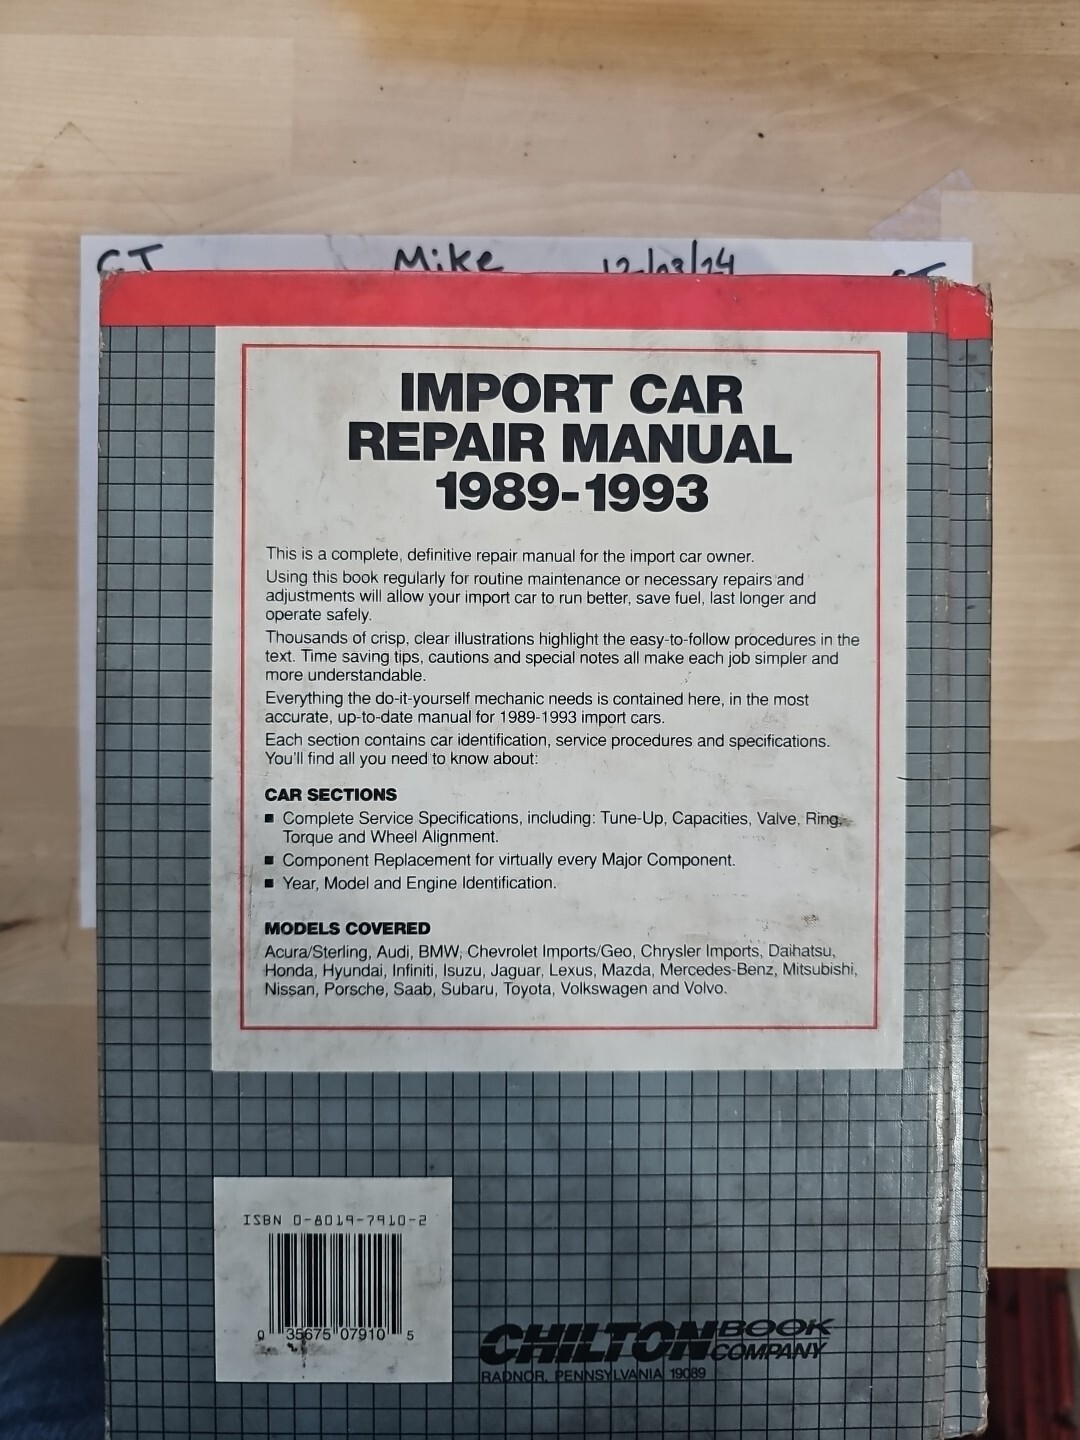 CJ Mike 12/03/24 CJ
IMPORT CAR
REPAIR MANUAL
1989-1993
This is a complete, definitive repair manual for the import car owner.
Using this book regularly for routine maintenance or necessary repairs and
adjustments will allow your import car to run better, save fuel, last longer and
operate safely.
Thousands of crisp, clear illustrations highlight the easy-to-follow procedures in the
text. Time saving tips, cautions and special notes all make each job simpler and
more understandable.
Everything the do-it-yourself mechanic needs is contained here, in the most
accurate, up-to-date manual for 1989-1993 import cars.
Each section contains car identification, service procedures and specifications.
You'll find all you need to know about:
CAR SECTIONS
■ Complete Service Specifications, including: Tune-Up, Capacities, Valve, Ring,
Torque and Wheel Alignment.
■ Component Replacement for virtually every Major Component.
■ Year, Model and Engine Identification.
MODELS COVERED
Acura/Sterling, Audi, BMW, Chevrolet Imports/Geo, Chrysler Imports, Daihatsu,
Honda, Hyundai, Infiniti, Isuzu, Jaguar, Lexus, Mazda, Mercedes-Benz, Mitsubishi,
Nissan, Porsche, Saab, Subaru, Toyota, Volkswagen and Volvo.
ISBN 0-8019-7910-2
0 35675 07910 5
CHILTON BOOK
COMPANY
RADNOR, PENNSYLVANIA 19089